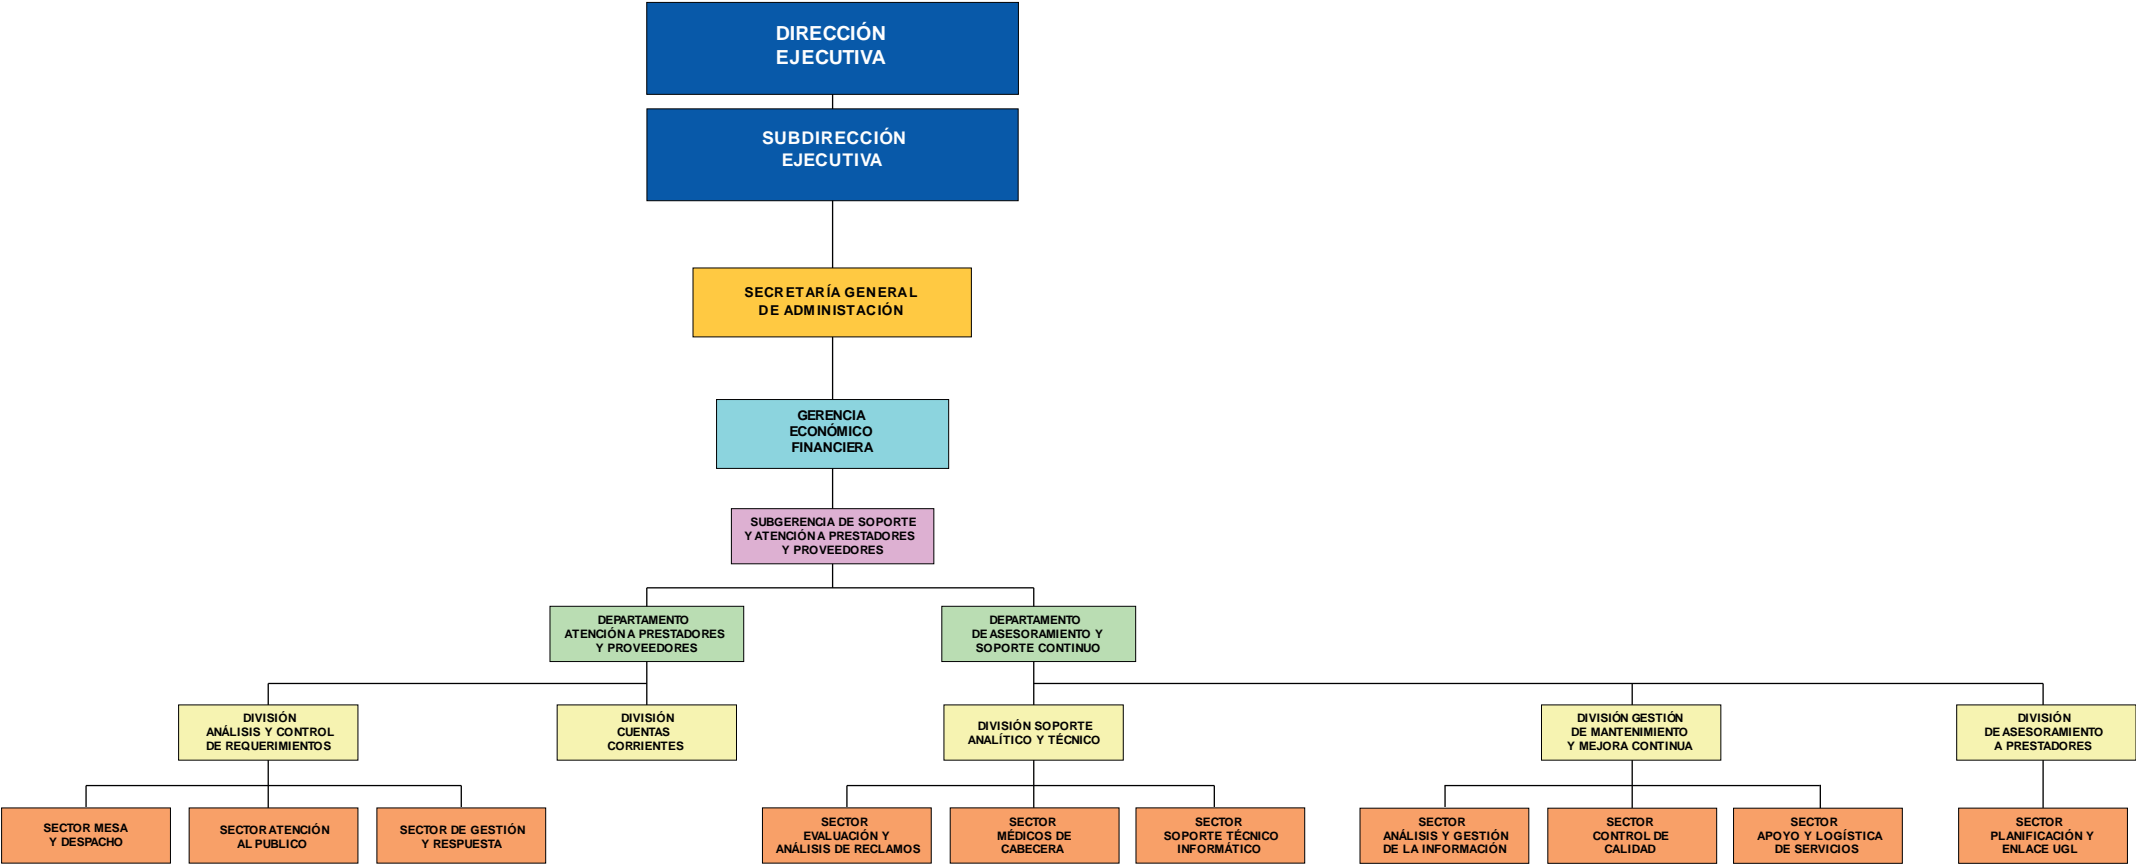 DIRECCIÓN
EJECUTIVA
SUBDIRECCIÓN
EJECUTIVA
SECRETARÍA GENERAL
DE ADMINISTACIÓN
GERENCIA
ECONÓMICO
FINANCIERA
SUBGERENCIA DE SOPORTE
Y ATENCIÓN A PRESTADORES
Y PROVEEDORES
DEPARTAMENTO
ATENCIÓN A PRESTADORES
Y PROVEEDORES
DEPARTAMENTO
DE ASESORAMIENTO Y
SOPORTE CONTINUO
DIVISIÓN
ANÁLISIS Y CONTROL
DE REQUERIMIENTOS
DIVISIÓN
CUENTAS
CORRIENTES
DIVISIÓN SOPORTE
ANALÍTICO Y TÉCNICO
DIVISIÓN GESTIÓN
DE MANTENIMIENTO
Y MEJORA CONTINUA
DIVISIÓN
DE ASESORAMIENTO
A PRESTADORES
SECTOR MESA
Y DESPACHO
SECTOR ATENCIÓN
AL PUBLICO
SECTOR DE GESTIÓN
Y RESPUESTA
SECTOR
EVALUACIÓN Y
ANÁLISIS DE RECLAMOS
SECTOR
MÉDICOS DE
CABECERA
SECTOR
SOPORTE TÉCNICO
INFORMÁTICO
SECTOR
ANÁLISIS Y GESTIÓN
DE LA INFORMACIÓN
SECTOR
CONTROL DE
CALIDAD
SECTOR
APOYO Y LOGÍSTICA
DE SERVICIOS
SECTOR
PLANIFICACIÓN Y
ENLACE UGL